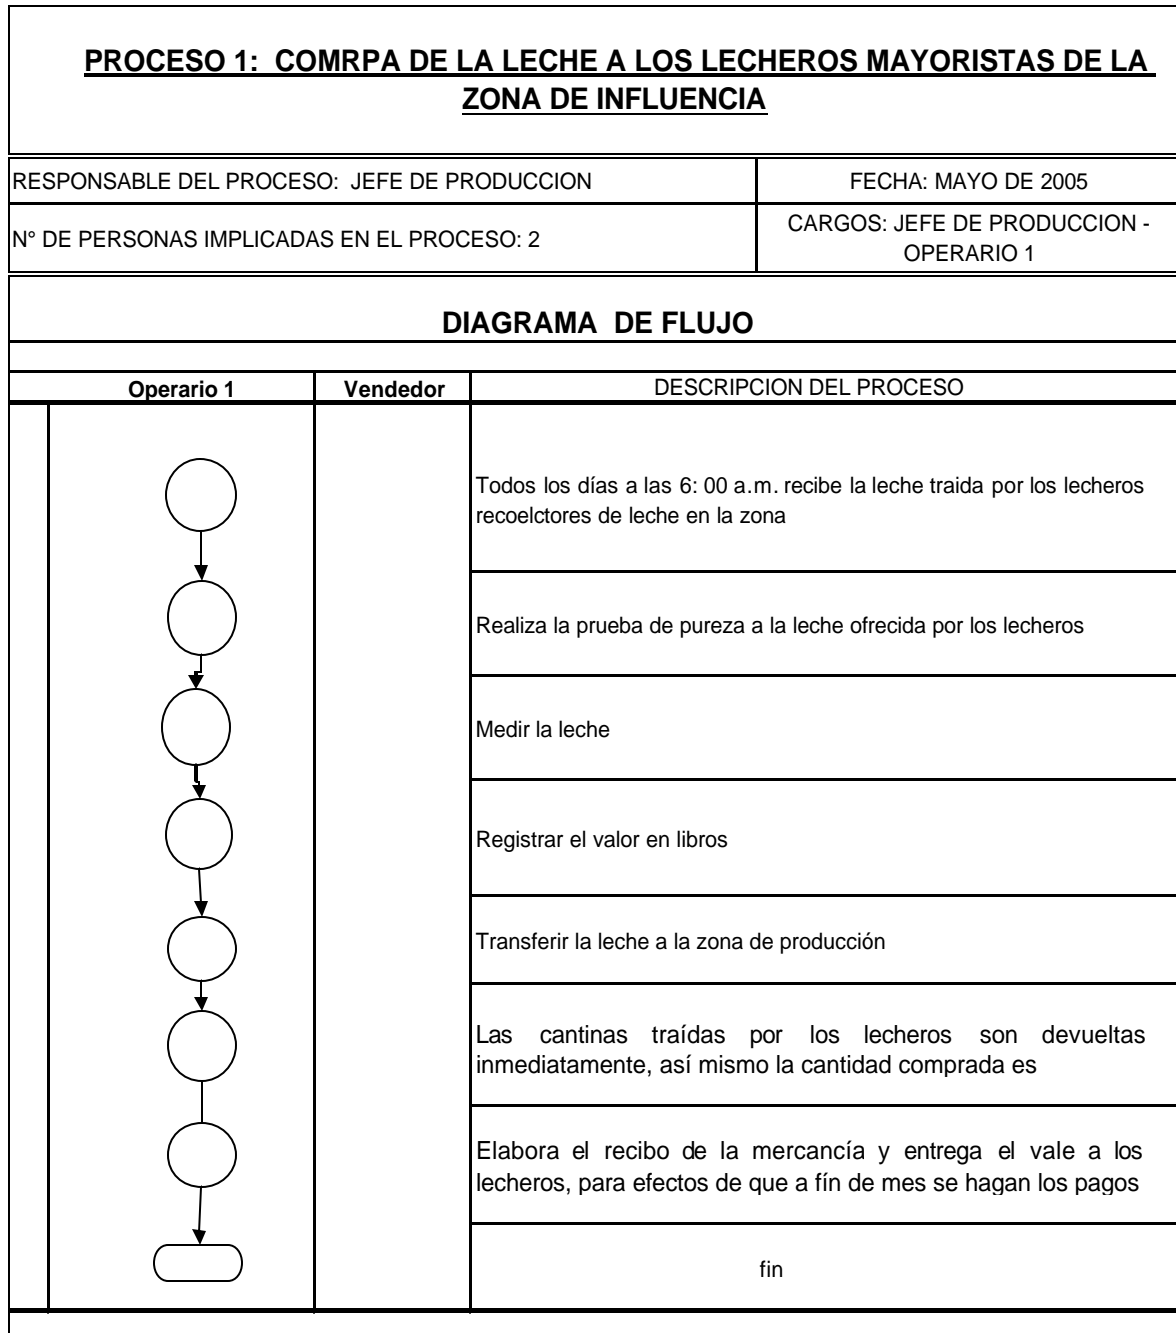 PROCESO 1: COMRPA DE LA LECHE A LOS LECHEROS MAYORISTAS DE LA
ZONA DE INFLUENCIA
RESPONSABLE DEL PROCESO: JEFE DE PRODUCCION
FECHA: MAYO DE 2005
N° DE PERSONAS IMPLICADAS EN EL PROCESO: 2
CARGOS: JEFE DE PRODUCCION -
OPERARIO 1
DIAGRAMA DE FLUJO
Operario 1
Vendedor
DESCRIPCION DEL PROCESO
Todos los días a las 6: 00 a.m. recibe la leche traida por los lecheros
recoelctores de leche en la zona
Realiza la prueba de pureza a la leche ofrecida por los lecheros
Medir la leche
Registrar el valor en libros
Transferir la leche a la zona de producción
Las cantinas traídas por los lecheros son devueltas
inmediatamente, así mismo la cantidad comprada es
Elabora el recibo de la mercancía y entrega el vale a los
lecheros, para efectos de que a fín de mes se hagan los pagos
fin